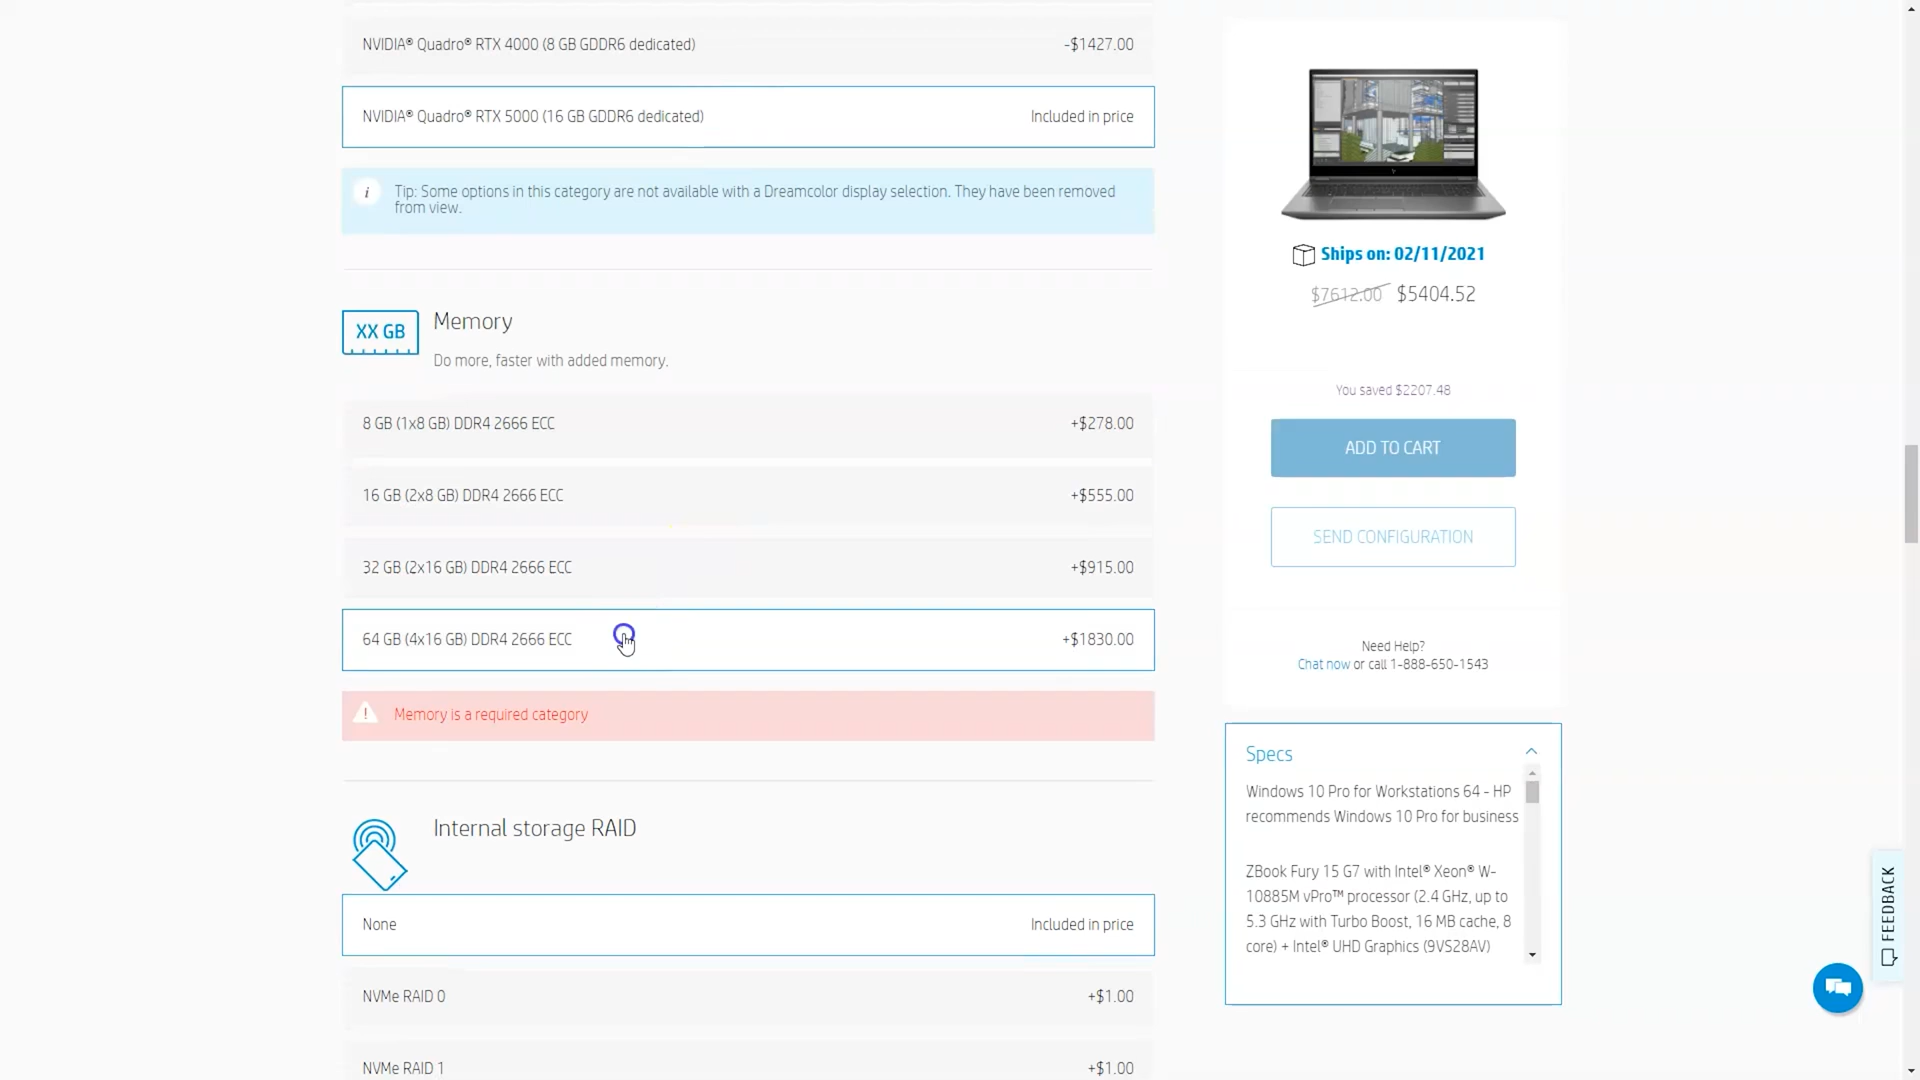 NVIDIA® Quadro® RTX 4000 (8 GB GDDR6 dedicated) -$1427.00
NVIDIA® Quadro® RTX 5000 (16 GB GDDR6 dedicated) Included in price
i Tip: Some options in this category are not available with a Dreamcolor display selection. They have been removed
from view.
XX GB
Memory
Do more, faster with added memory.
8 GB (1x8 GB) DDR4 2666 ECC +$278.00
16 GB (2x8 GB) DDR4 2666 ECC +$555.00
32 GB (2x16 GB) DDR4 2666 ECC +$915.00
64 GB (4x16 GB) DDR4 2666 ECC +$1830.00
! Memory is a required category
Internal storage RAID
None Included in price
NVMe RAID 0 +$1.00
NVMe RAID 1 +$1.00
Ships on: 02/11/2021
$7612.00 $5404.52
You saved $2207.48
ADD TO CART
SEND CONFIGURATION
Need Help?
Chat now or call 1-888-650-1543
Specs
Windows 10 Pro for Workstations 64 - HP
recommends Windows 10 Pro for business
ZBook Fury 15 G7 with Intel® Xeon® W-
10885M vPro™ processor (2.4 GHz, up to
5.3 GHz with Turbo Boost, 16 MB cache, 8
core) + Intel® UHD Graphics (9VS28AV)
FEEDBACK